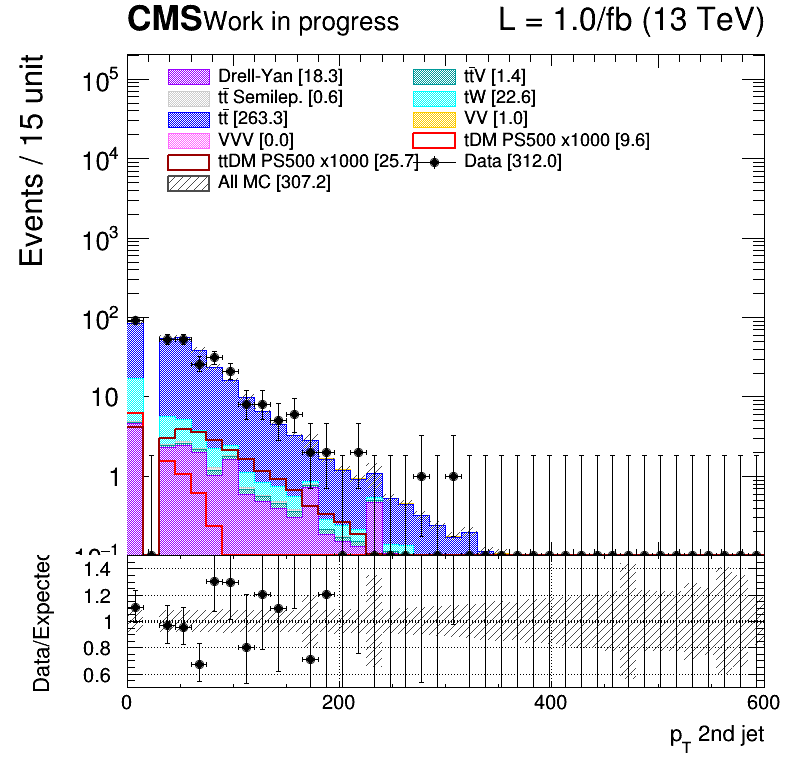 CMS Work in progress L = 1.0/fb (13 TeV)
Events / 15 unit
10⁵
10⁴
10³
10²
10
1
10⁻¹
Drell-Yan [18.3]
tt̄V [1.4]
tt̄ Semilep. [0.6]
tW [22.6]
tt̄ [263.3]
VV [1.0]
VVV [0.0]
tDM PS500 x1000 [9.6]
ttDM PS500 x1000 [25.7]
Data [312.0]
All MC [307.2]
Data/Expected
1.4
1.2
1
0.8
0.6
0 200 400 600
p_T 2nd jet